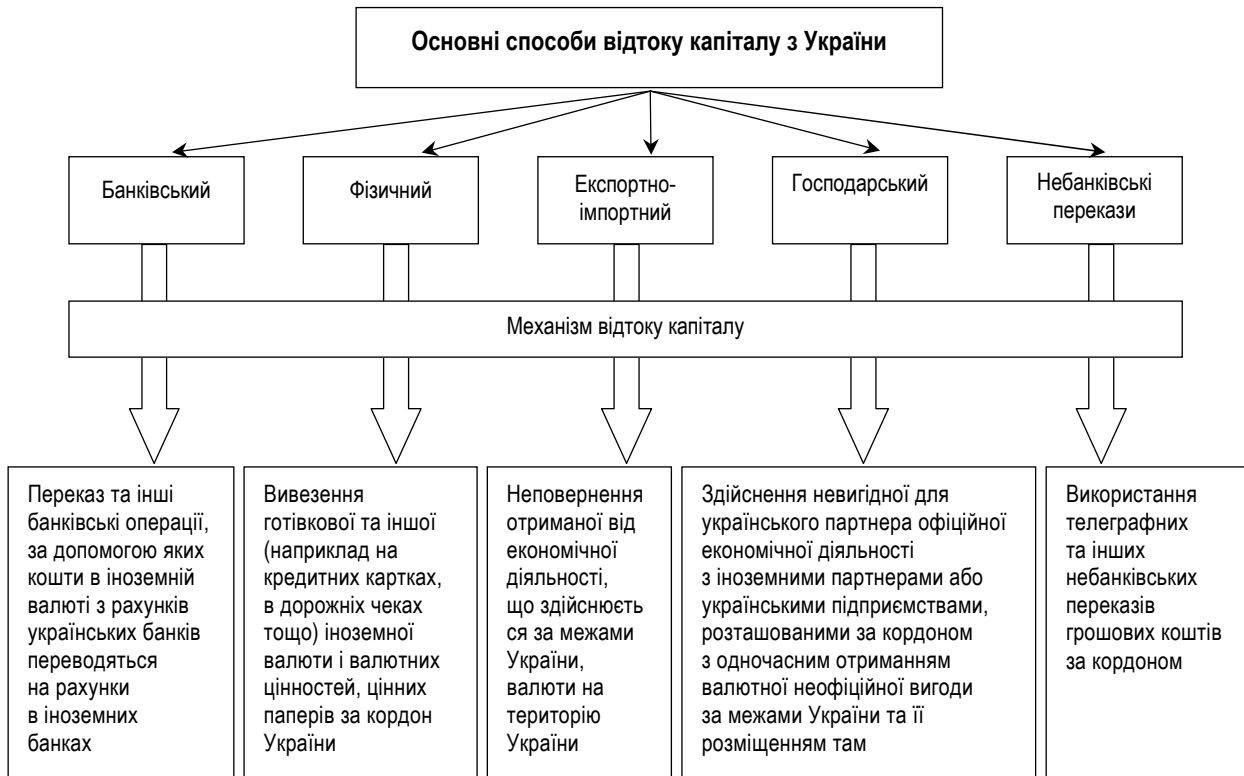 Основні способи відтоку капіталу з України
Банківський
Фізичний
Експортно-
імпортний
Господарський
Небанківські
перекази
Механізм відтоку капіталу
Переказ та інші
банківські операції,
за допомогою яких
кошти в іноземній
валюті з рахунків
українських банків
переводяться
на рахунки
в іноземних
банках
Вивезення
готівкової та іншої
(наприклад на
кредитних картках,
в дорожніх чеках
тощо) іноземної
валюти і валютних
цінностей, цінних
паперів за кордон
України
Неповернення
отриманої від
економічної
діяльності,
що здійснюєть
ся за межами
України,
валюти на
територію
України
Здійснення невигідної для
українського партнера офіційної
економічної діяльності
з іноземними партнерами або
українськими підприємствами,
розташованими за кордоном
з одночасним отриманням
валютної неофіційної вигоди
за межами України та її
розміщенням там
Використання
телеграфних
та інших
небанківських
переказів
грошових коштів
за кордоном